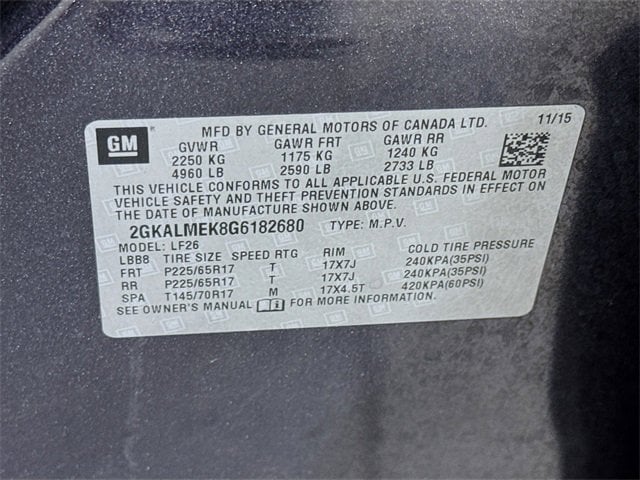 GM
MFD BY GENERAL MOTORS OF CANADA LTD. 11/15
GVWR GAWR FRT GAWR RR
2250 KG 1175 KG 1240 KG
4960 LB 2590 LB 2733 LB
THIS VEHICLE CONFORMS TO ALL APPLICABLE U.S. FEDERAL MOTOR
VEHICLE SAFETY AND THEFT PREVENTION STANDARDS IN EFFECT ON
THE DATE OF MANUFACTURE SHOWN ABOVE.
2GKALMEK8G6182680 TYPE: M.P.V.
MODEL: LF26
LBB8 TIRE SIZE SPEED RTG RIM COLD TIRE PRESSURE
FRT P225/65R17 T 17X7J 240KPA(35PSI)
RR P225/65R17 T 17X7J 240KPA(35PSI)
SPA T145/70R17 M 17X4.5T 420KPA(60PSI)
SEE OWNER'S MANUAL FOR MORE INFORMATION.